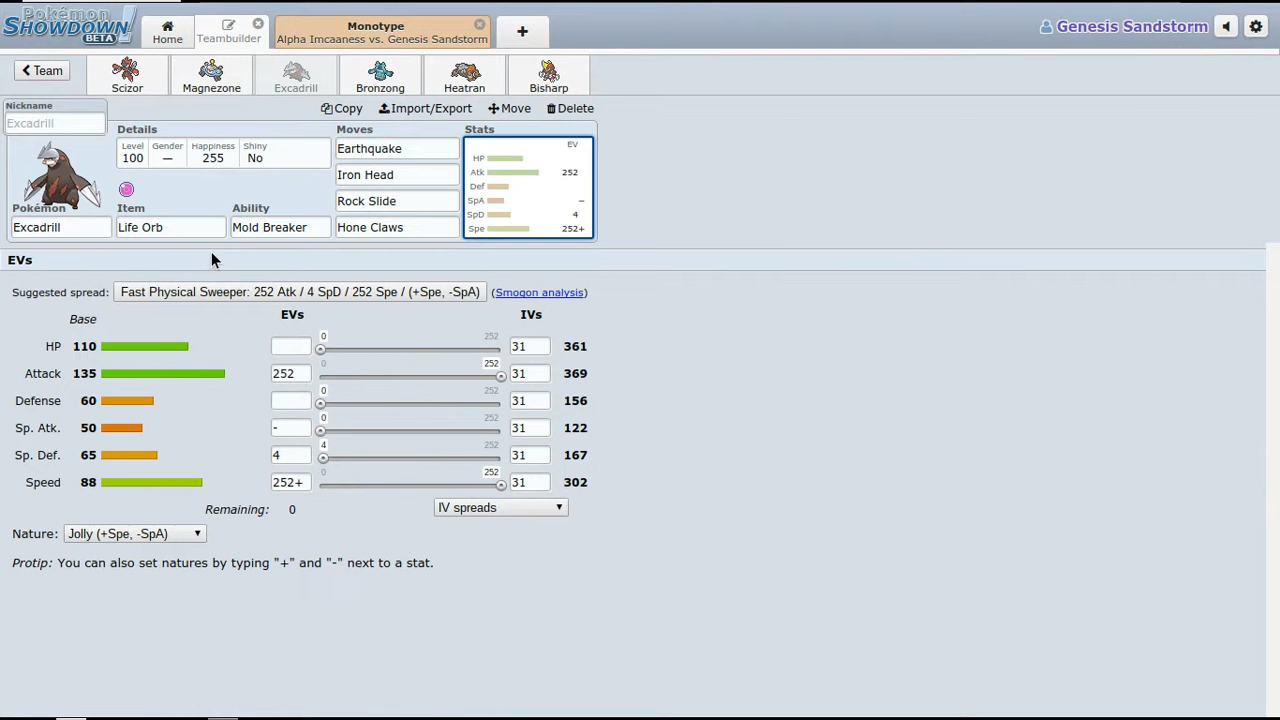 Pokémon
SHOWDOWN!
BETA
Home
Teambuilder
Monotype
Alpha Imcaaness vs. Genesis Sandstorm
+
Genesis Sandstorm
Team
Scizor
Magnezone
Excadrill
Bronzong
Heatran
Bisharp
Nickname
Excadrill
Copy
Import/Export
Move
Delete
Details
Moves
Stats
Level
Gender
Happiness
Shiny
100
—
255
No
Earthquake
Iron Head
Rock Slide
Hone Claws
EV
HP
Atk 252
Def
SpA –
SpD 4
Spe 252+
Pokémon
Item
Ability
Excadrill
Life Orb
Mold Breaker
EVs
Suggested spread: Fast Physical Sweeper: 252 Atk / 4 SpD / 252 Spe / (+Spe, -SpA) (Smogon analysis)
Base EVs IVs
HP 110 0 252 31 361
Attack 135 252 0 252 31 369
Defense 60 0 252 31 156
Sp. Atk. 50 - 0 252 31 122
Sp. Def. 65 4 4 252 31 167
Speed 88 252+ 0 252 31 302
Remaining: 0 IV spreads
Nature: Jolly (+Spe, -SpA)
Protip: You can also set natures by typing "+" and "-" next to a stat.